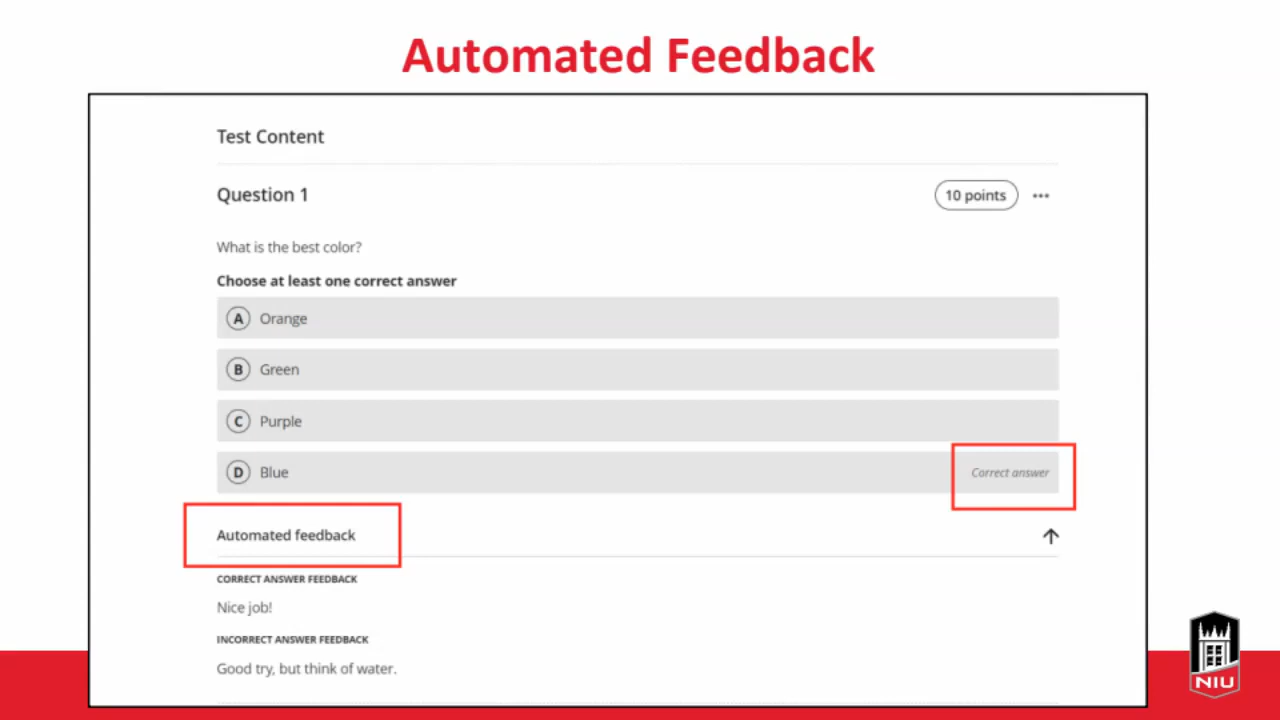 Automated Feedback
Test Content
Question 1
10 points
What is the best color?
Choose at least one correct answer
A Orange
B Green
C Purple
D Blue
Correct answer
Automated feedback
CORRECT ANSWER FEEDBACK
Nice job!
INCORRECT ANSWER FEEDBACK
Good try, but think of water.
NIU